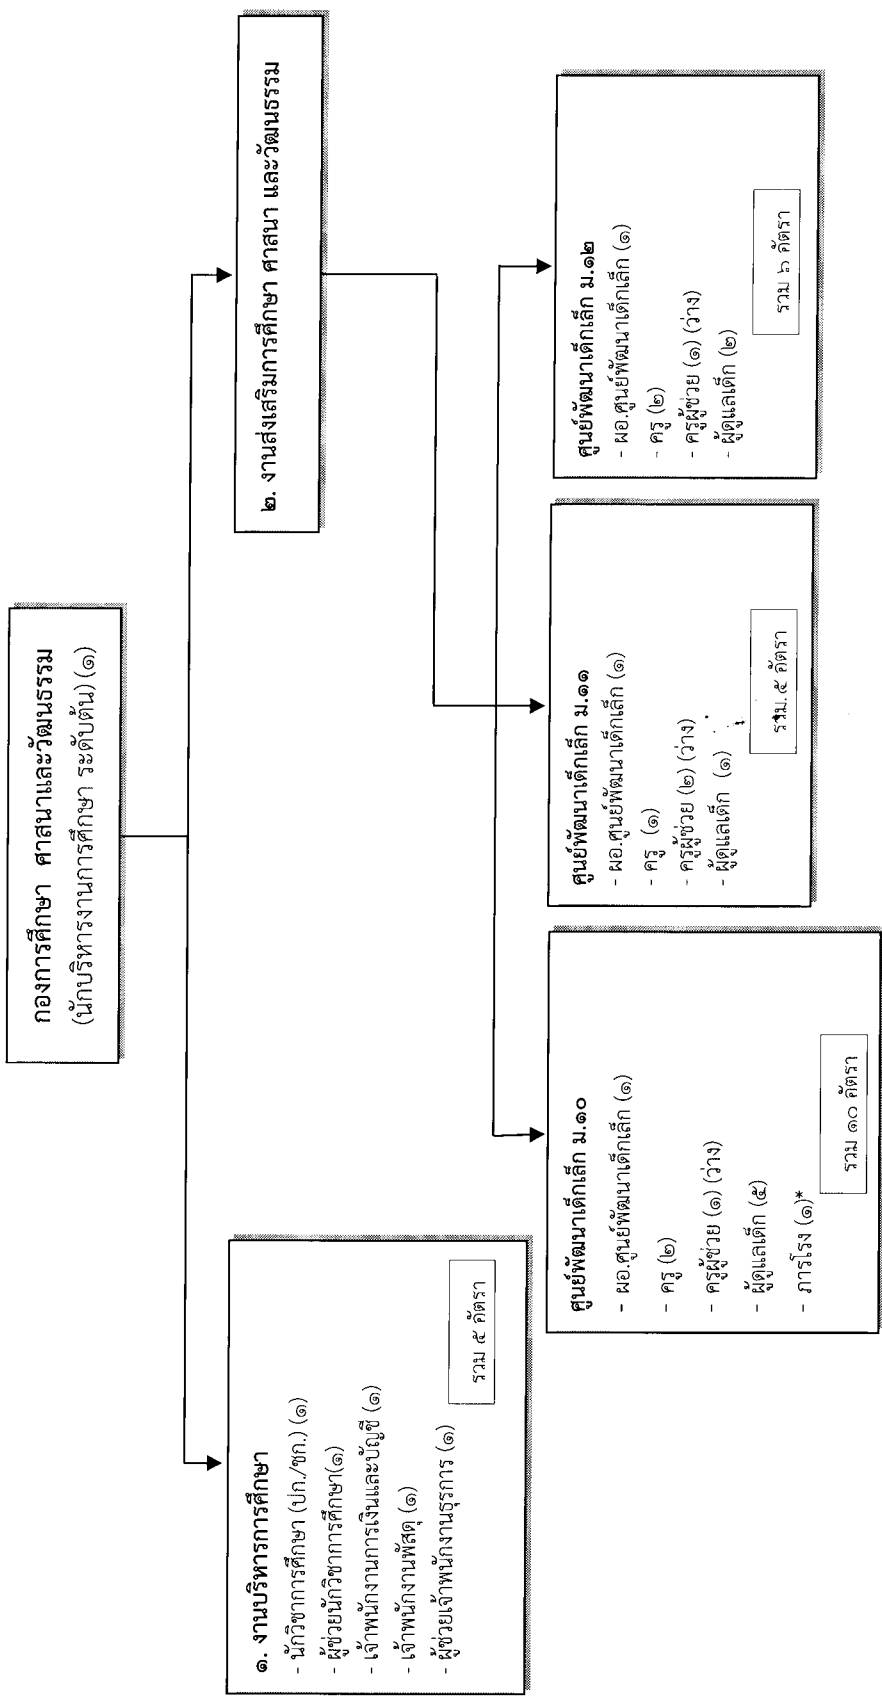 กองการศึกษา ศาสนาและวัฒนธรรม
(นักบริหารงานการศึกษา ระดับต้น) (๑)
๑. งานบริหารการศึกษา
- นักวิชาการศึกษา (ปก./ชก.) (๑)
- ผู้ช่วยนักวิชาการศึกษา(๑)
- เจ้าพนักงานการเงินและบัญชี (๑)
- เจ้าพนักงานพัสดุ (๑)
- ผู้ช่วยเจ้าพนักงานธุรการ (๑)
รวม ๕ อัตรา
๒. งานส่งเสริมการศึกษา ศาสนา และวัฒนธรรม
ศูนย์พัฒนาเด็กเล็ก ม.๑๐
- ผอ.ศูนย์พัฒนาเด็กเล็ก (๑)
- ครู (๒)
- ครูผู้ช่วย (๑) (ว่าง)
- ผู้ดูแลเด็ก (๕)
- ภารโรง (๑)*
รวม ๑๐ อัตรา
ศูนย์พัฒนาเด็กเล็ก ม.๑๑
- ผอ.ศูนย์พัฒนาเด็กเล็ก (๑)
- ครู (๑)
- ครูผู้ช่วย (๒) (ว่าง)
- ผู้ดูแลเด็ก (๑)
รวม ๕ อัตรา
ศูนย์พัฒนาเด็กเล็ก ม.๑๒
- ผอ.ศูนย์พัฒนาเด็กเล็ก (๑)
- ครู (๒)
- ครูผู้ช่วย (๑) (ว่าง)
- ผู้ดูแลเด็ก (๒)
รวม ๖ อัตรา